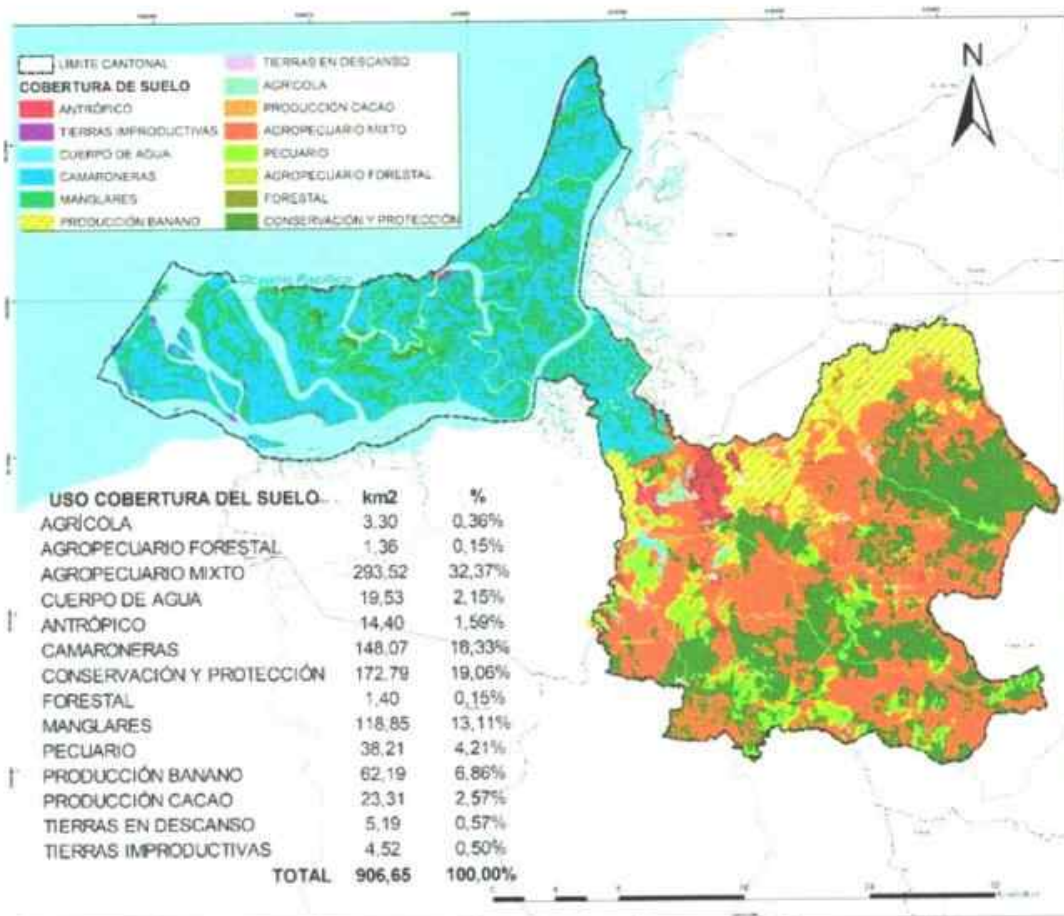 LIMITE CANTONAL
COBERTURA DE SUELO
ANTRÓPICO
TIERRAS IMPRODUCTIVAS
CUERPO DE AGUA
CAMARONERAS
MANGLARES
PRODUCCIÓN BANANO
TIERRAS EN DESCANSO
AGRÍCOLA
PRODUCCIÓN CACAO
AGROPECUARIO MIXTO
PECUARIO
AGROPECUARIO FORESTAL
FORESTAL
CONSERVACIÓN Y PROTECCIÓN
N
Océano Pacífico
USO COBERTURA DEL SUELO km2 %
AGRÍCOLA 3,30 0,36%
AGROPECUARIO FORESTAL 1,36 0,15%
AGROPECUARIO MIXTO 293,52 32,37%
CUERPO DE AGUA 19,53 2,15%
ANTRÓPICO 14,40 1,59%
CAMARONERAS 148,07 16,33%
CONSERVACIÓN Y PROTECCIÓN 172,79 19,06%
FORESTAL 1,40 0,15%
MANGLARES 118,85 13,11%
PECUARIO 38,21 4,21%
PRODUCCIÓN BANANO 62,19 6,86%
PRODUCCIÓN CACAO 23,31 2,57%
TIERRAS EN DESCANSO 5,19 0,57%
TIERRAS IMPRODUCTIVAS 4,52 0,50%
TOTAL 906,65 100,00%